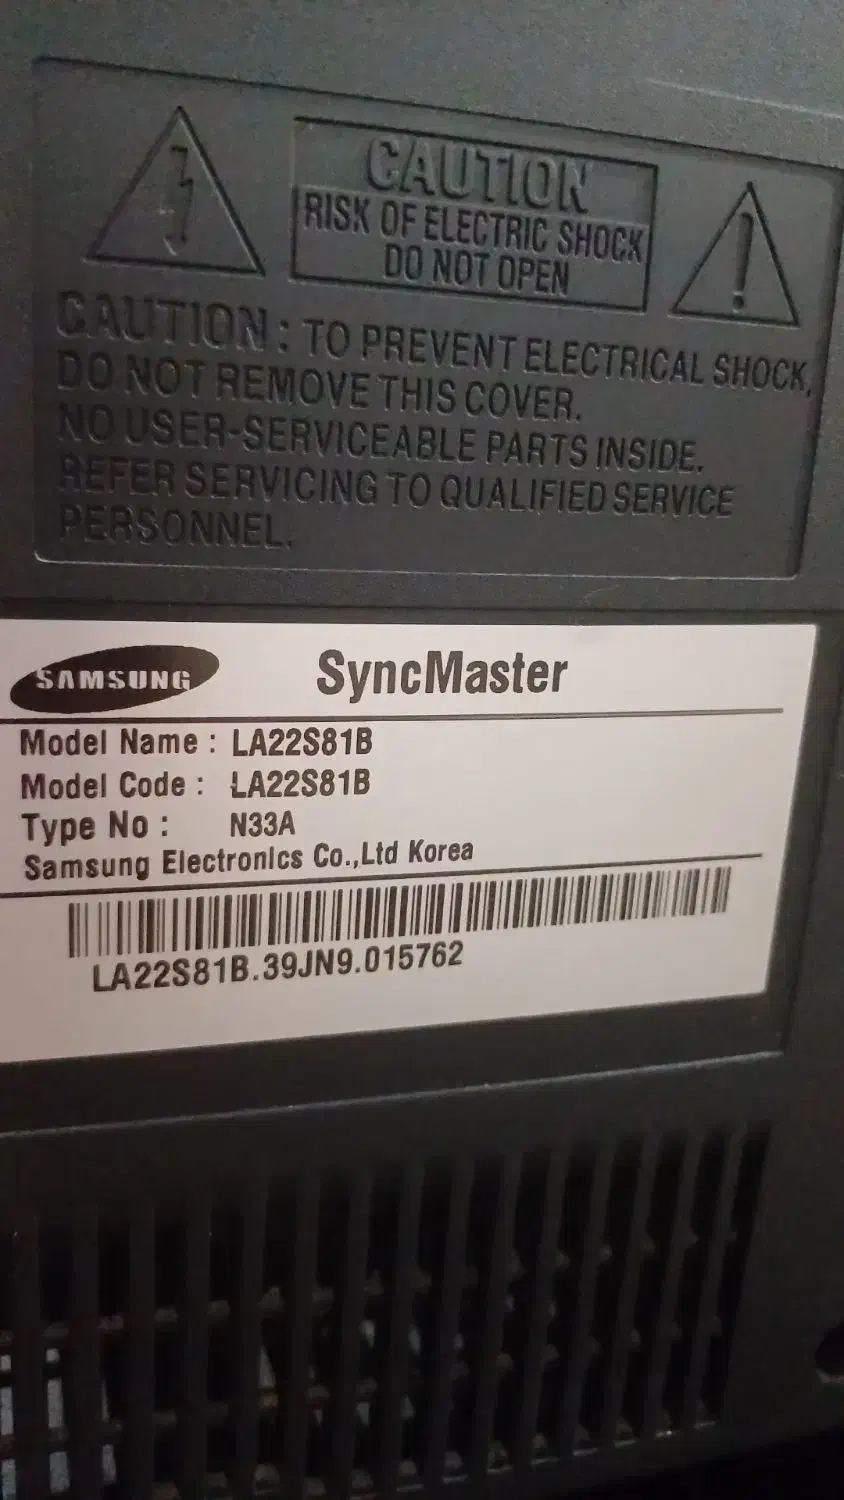 CAUTION
RISK OF ELECTRIC SHOCK
DO NOT OPEN
CAUTION : TO PREVENT ELECTRICAL SHOCK,
DO NOT REMOVE THIS COVER.
NO USER-SERVICEABLE PARTS INSIDE.
REFER SERVICING TO QUALIFIED SERVICE
PERSONNEL.
SAMSUNG SyncMaster
Model Name : LA22S81B
Model Code : LA22S81B
Type No : N33A
Samsung Electronics Co.,Ltd Korea
LA22S81B.39JN9.015762